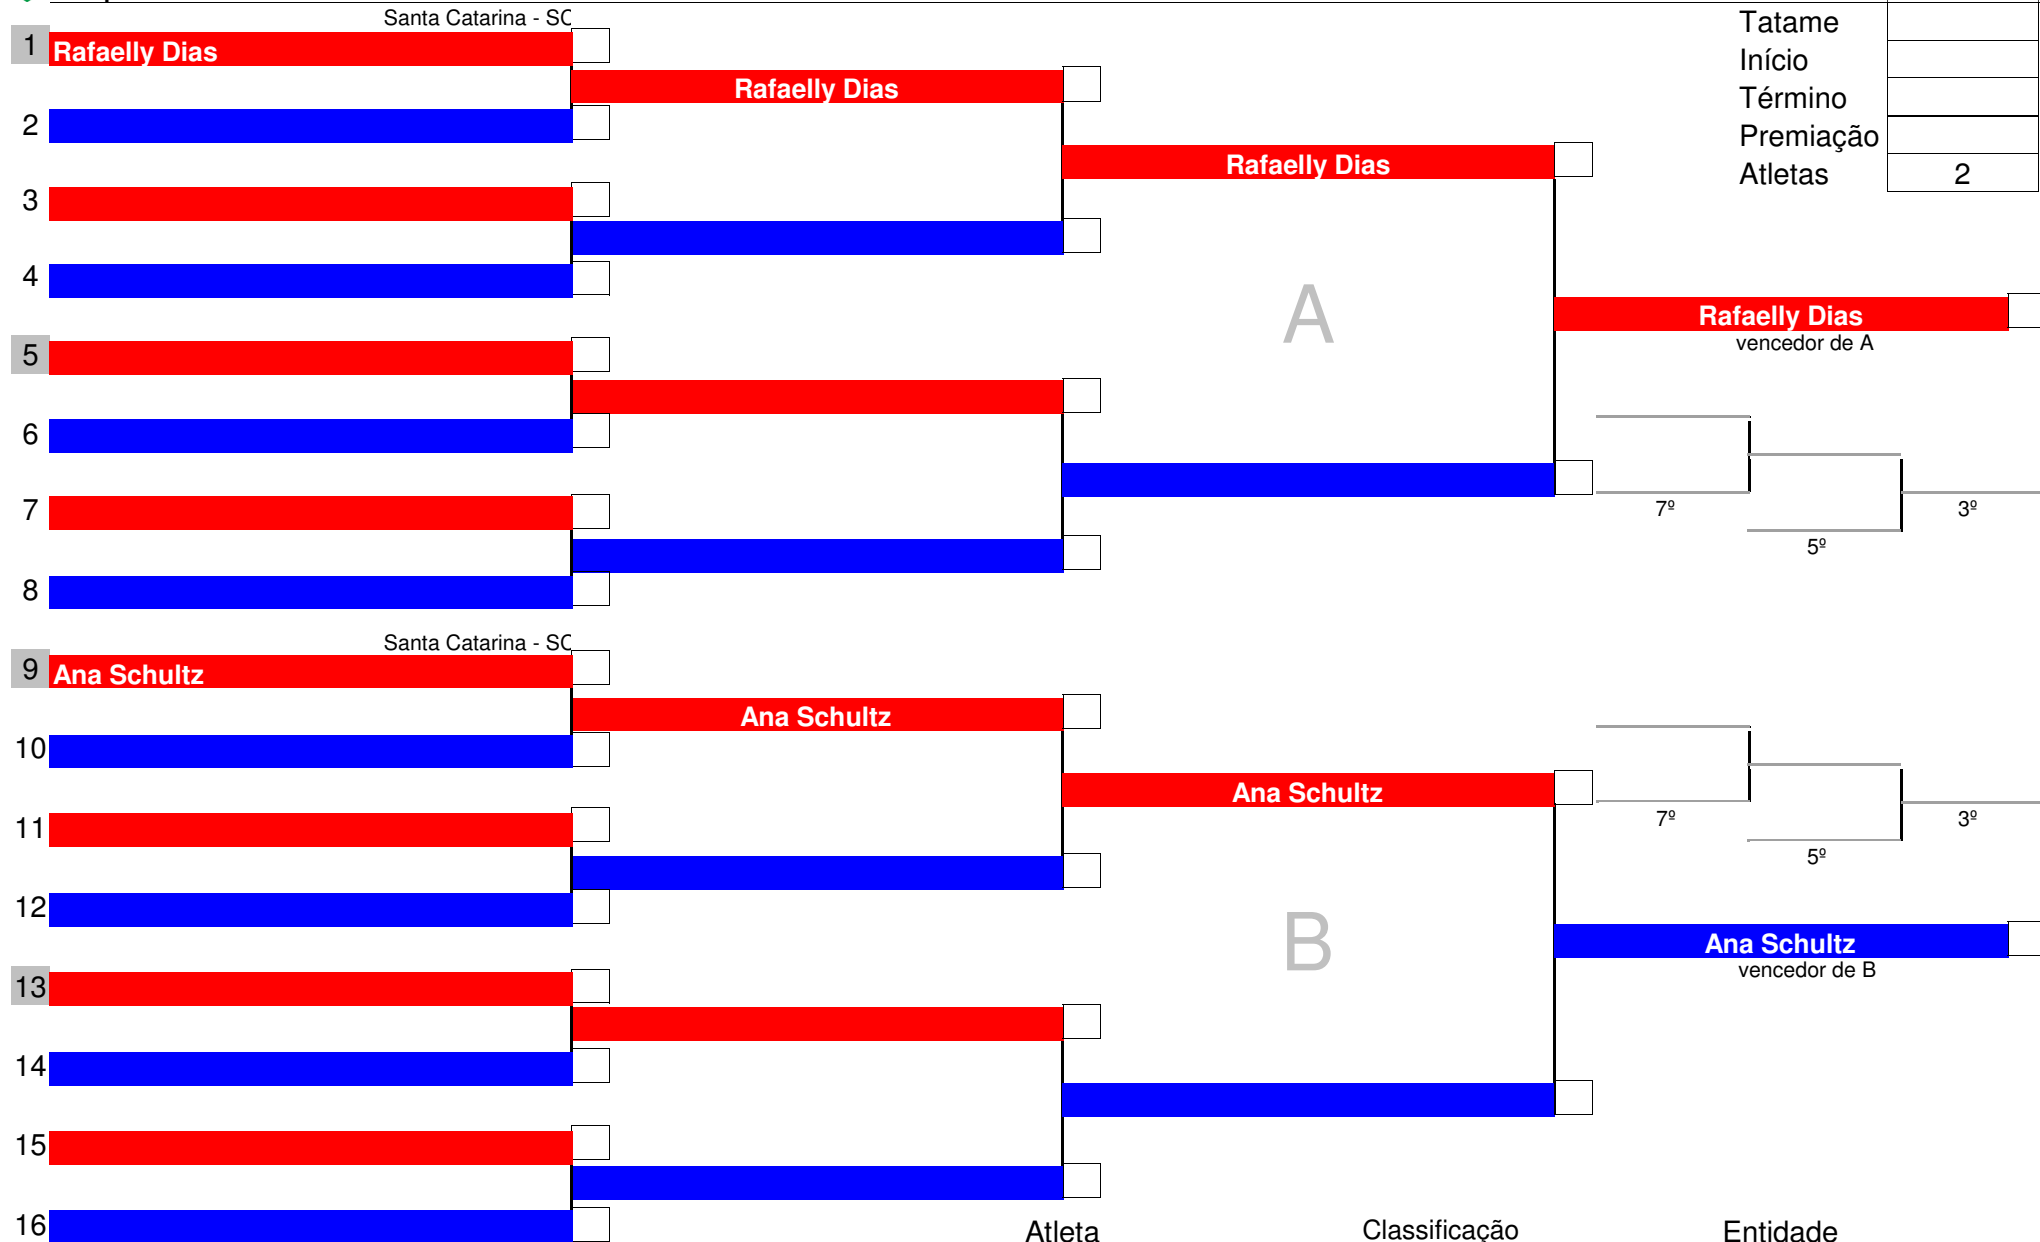 Santa Catarina - SC
1 Rafaelly Dias
Rafaelly Dias
2
Rafaelly Dias
3
4
A
Rafaelly Dias
vencedor de A
5
6
7
8
7º
5º
3º
Tatame
Início
Término
Premiação
Atletas 2
Santa Catarina - SC
9 Ana Schultz
Ana Schultz
10
Ana Schultz
11
12
B
7º
5º
3º
Ana Schultz
vencedor de B
13
14
15
16
Atleta Classificação Entidade